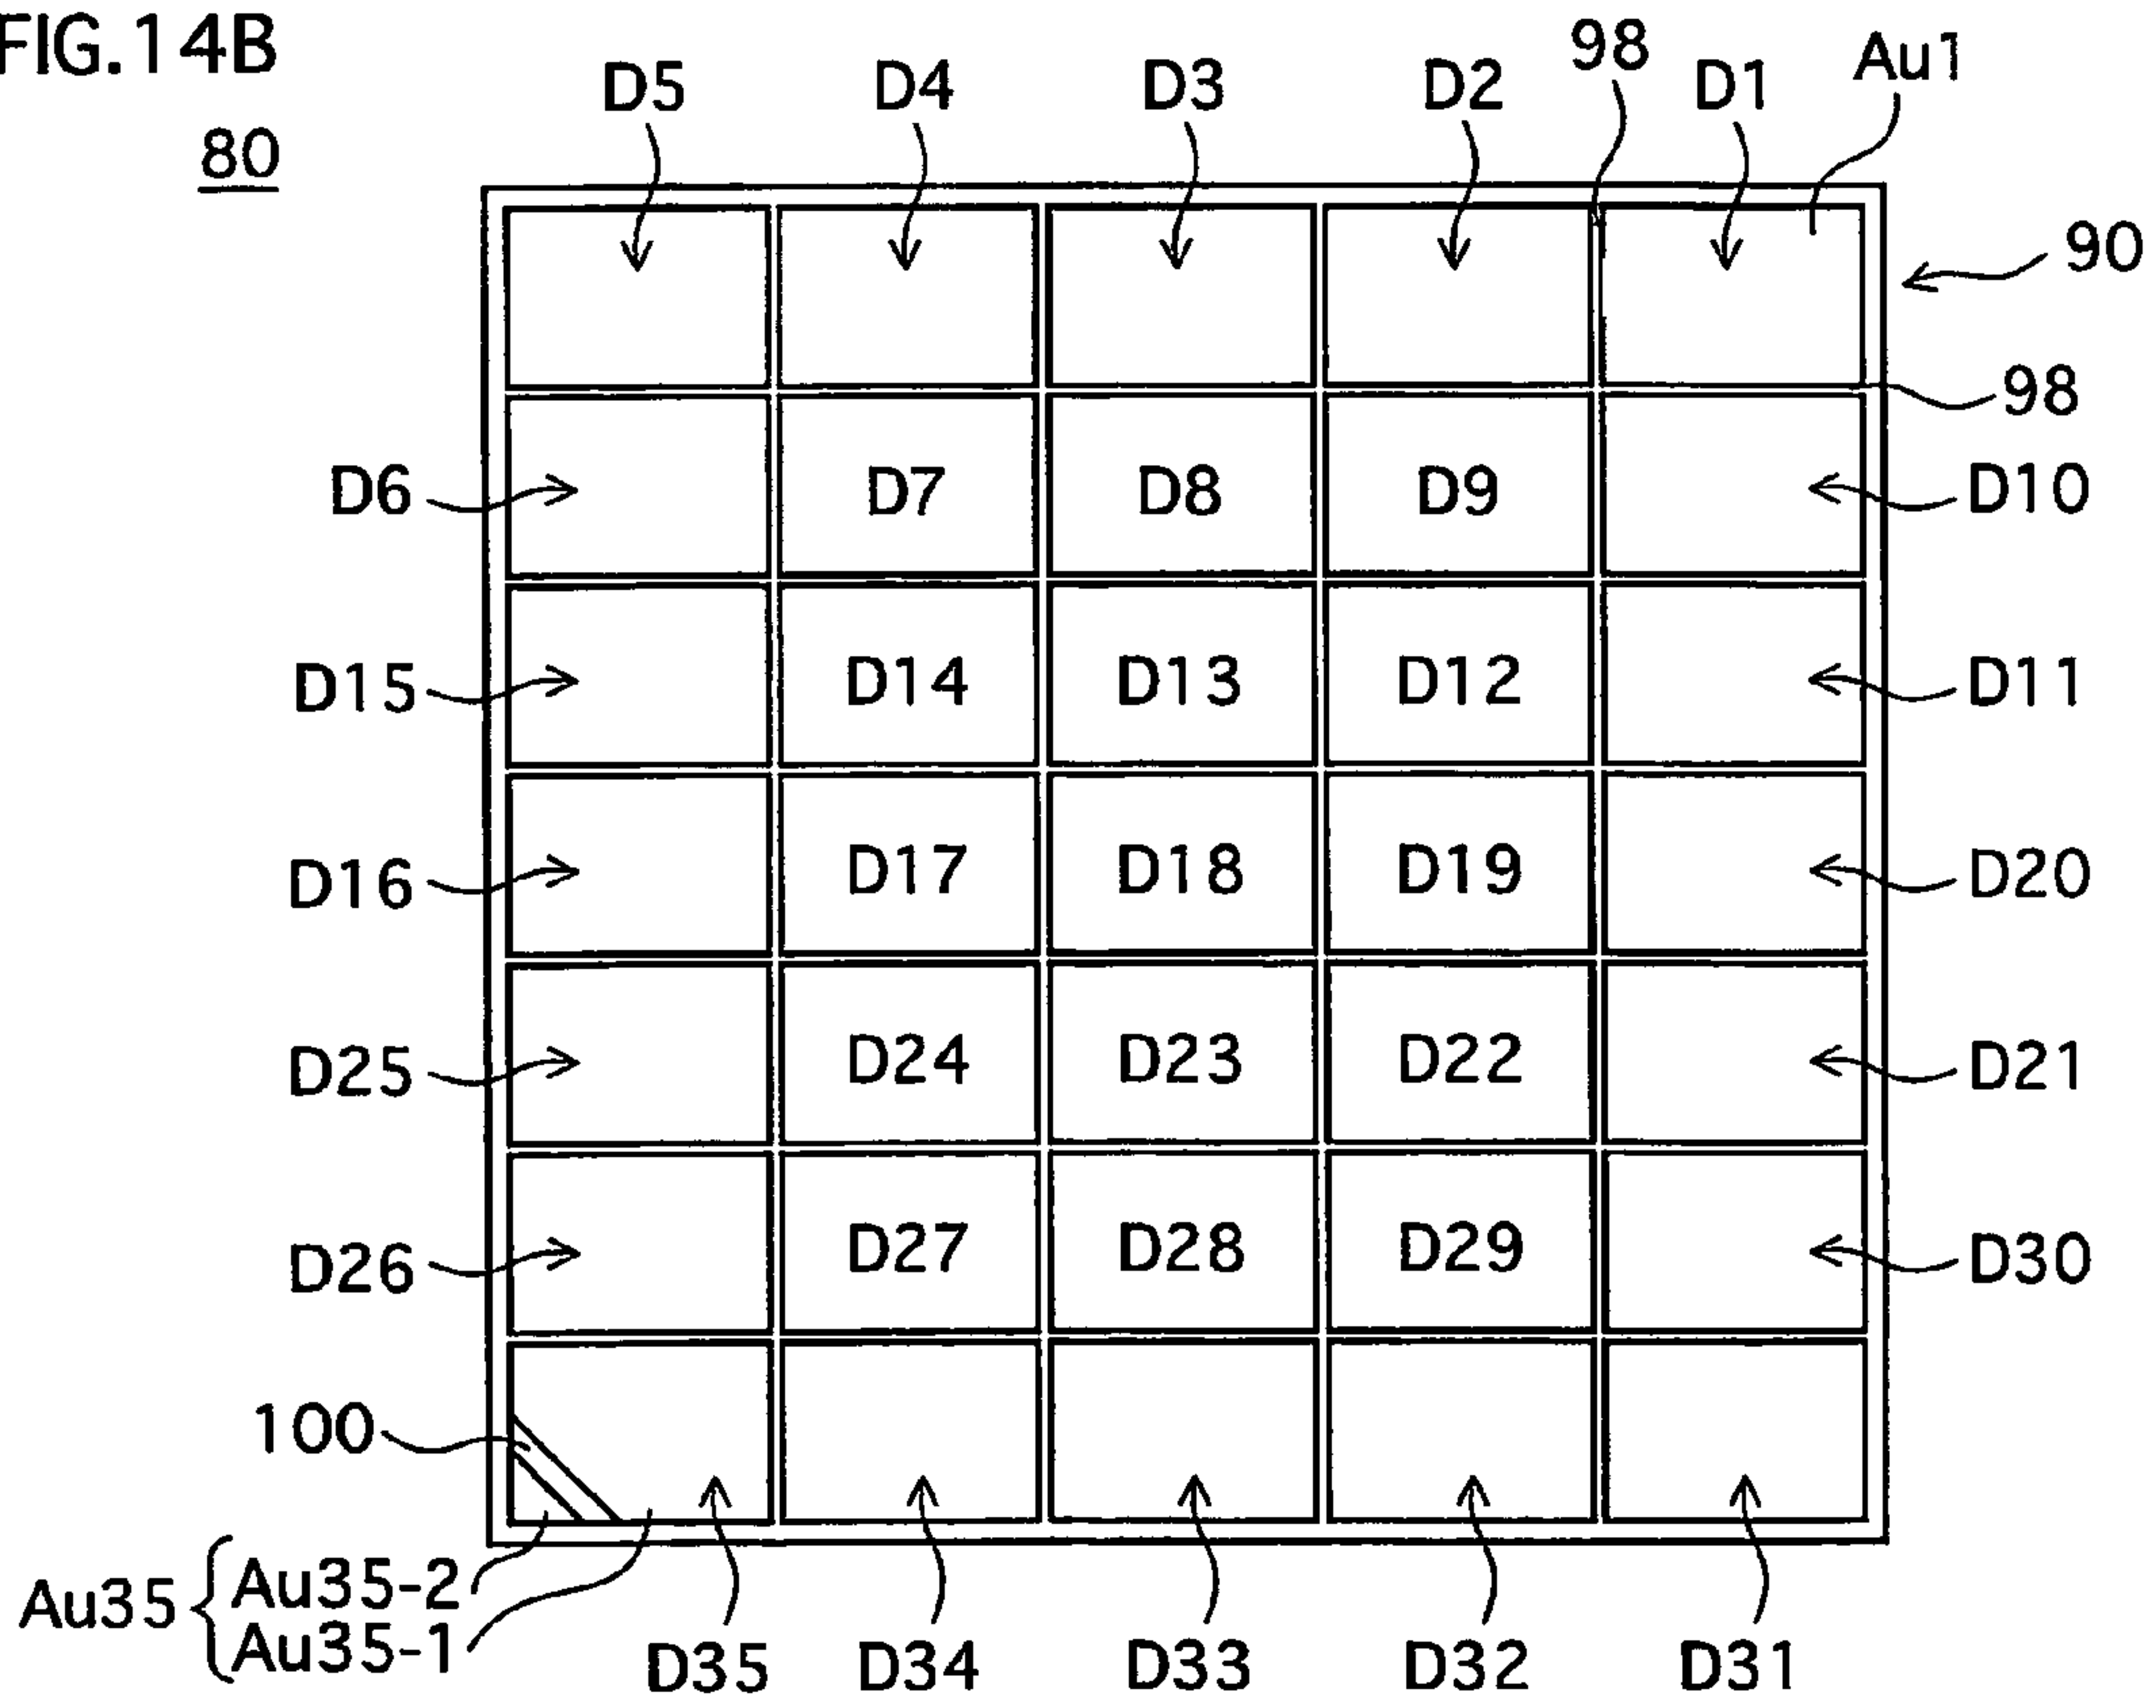 FIG.14B
80
D5 D4 D3 D2 98 D1 Au1
90
98
D6 D7 D8 D9 D10
D15 D14 D13 D12 D11
D16 D17 D18 D19 D20
D25 D24 D23 D22 D21
D26 D27 D28 D29 D30
100
Au35 { Au35-2
Au35-1
D35 D34 D33 D32 D31